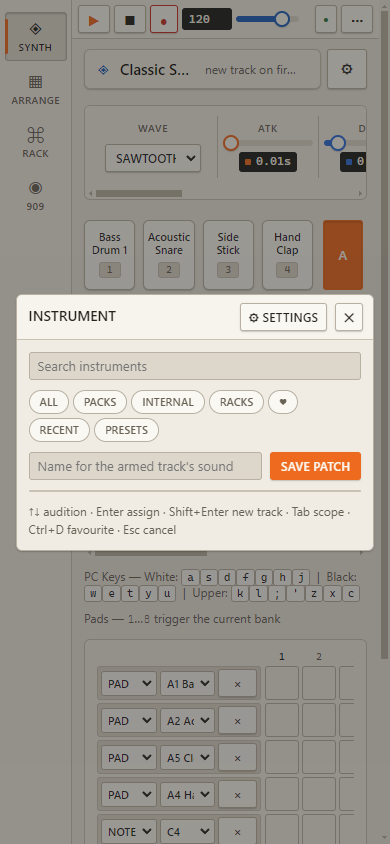 120
SYNTH
ARRANGE
RACK
909
Classic S... new track on fir...
WAVE ATK D
SAWTOOTH 0.01s 0
Bass Drum 1 1
Acoustic Snare 2
Side Stick 3
Hand Clap 4
A
INSTRUMENT SETTINGS ×
Search instruments
ALL PACKS INTERNAL RACKS ♥
RECENT PRESETS
Name for the armed track's sound SAVE PATCH
↑↓ audition · Enter assign · Shift+Enter new track · Tab scope ·
Ctrl+D favourite · Esc cancel
PC Keys — White: a s d f g h j | Black:
w e t y u | Upper: k l ; ' z x c
Pads — 1…8 trigger the current bank
1 2
PAD A1 Ba ×
PAD A2 Ac ×
PAD A5 Cl ×
PAD A4 Ha ×
NOTE C4 ×